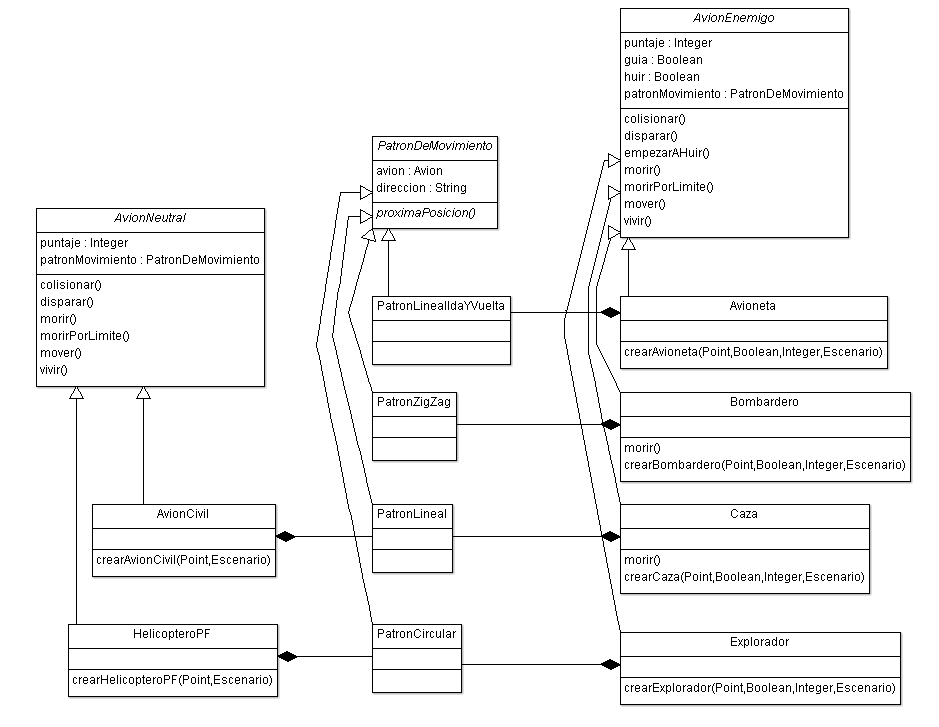 AvionEnemigo
puntaje : Integer
guia : Boolean
huir : Boolean
patronMovimiento : PatronDeMovimiento
colisionar()
disparar()
empezarAHuir()
morir()
morirPorLimite()
mover()
vivir()
PatronDeMovimiento
avion : Avion
direccion : String
proximaPosicion()
AvionNeutral
puntaje : Integer
patronMovimiento : PatronDeMovimiento
colisionar()
disparar()
morir()
morirPorLimite()
mover()
vivir()
PatronLinealIdaYVuelta
Avioneta
crearAvioneta(Point,Boolean,Integer,Escenario)
PatronZigZag
Bombardero
morir()
crearBombardero(Point,Boolean,Integer,Escenario)
AvionCivil
crearAvionCivil(Point,Escenario)
PatronLineal
Caza
morir()
crearCaza(Point,Boolean,Integer,Escenario)
HelicopteroPF
crearHelicopteroPF(Point,Escenario)
PatronCircular
Explorador
crearExplorador(Point,Boolean,Integer,Escenario)